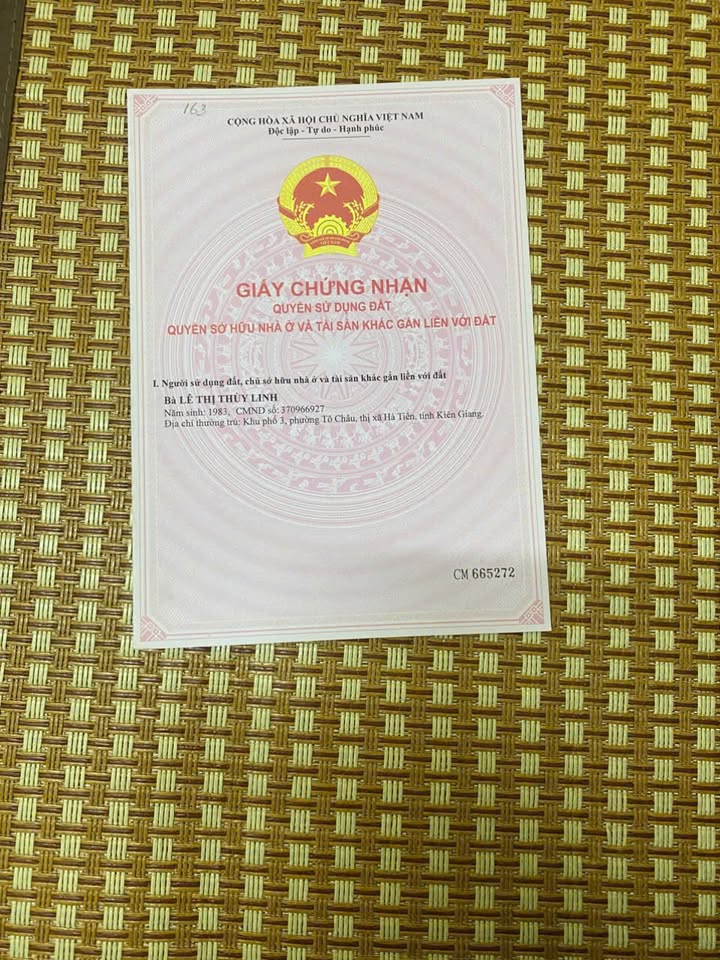 163
CỘNG HÒA XÃ HỘI CHỦ NGHĨA VIỆT NAM
Độc lập - Tự do - Hạnh phúc
GIẤY CHỨNG NHẬN
QUYỀN SỬ DỤNG ĐẤT
QUYỀN SỞ HỮU NHÀ Ở VÀ TÀI SẢN KHÁC GẮN LIỀN VỚI ĐẤT
I. Người sử dụng đất, chủ sở hữu nhà ở và tài sản khác gắn liền với đất
Bà LÊ THỊ THÙY LINH
Năm sinh: 1983, CMND số: 370966927
Địa chỉ thường trú: Khu phố 3, phường Tô Châu, thị xã Hà Tiên, tỉnh Kiên Giang.
CM 665272